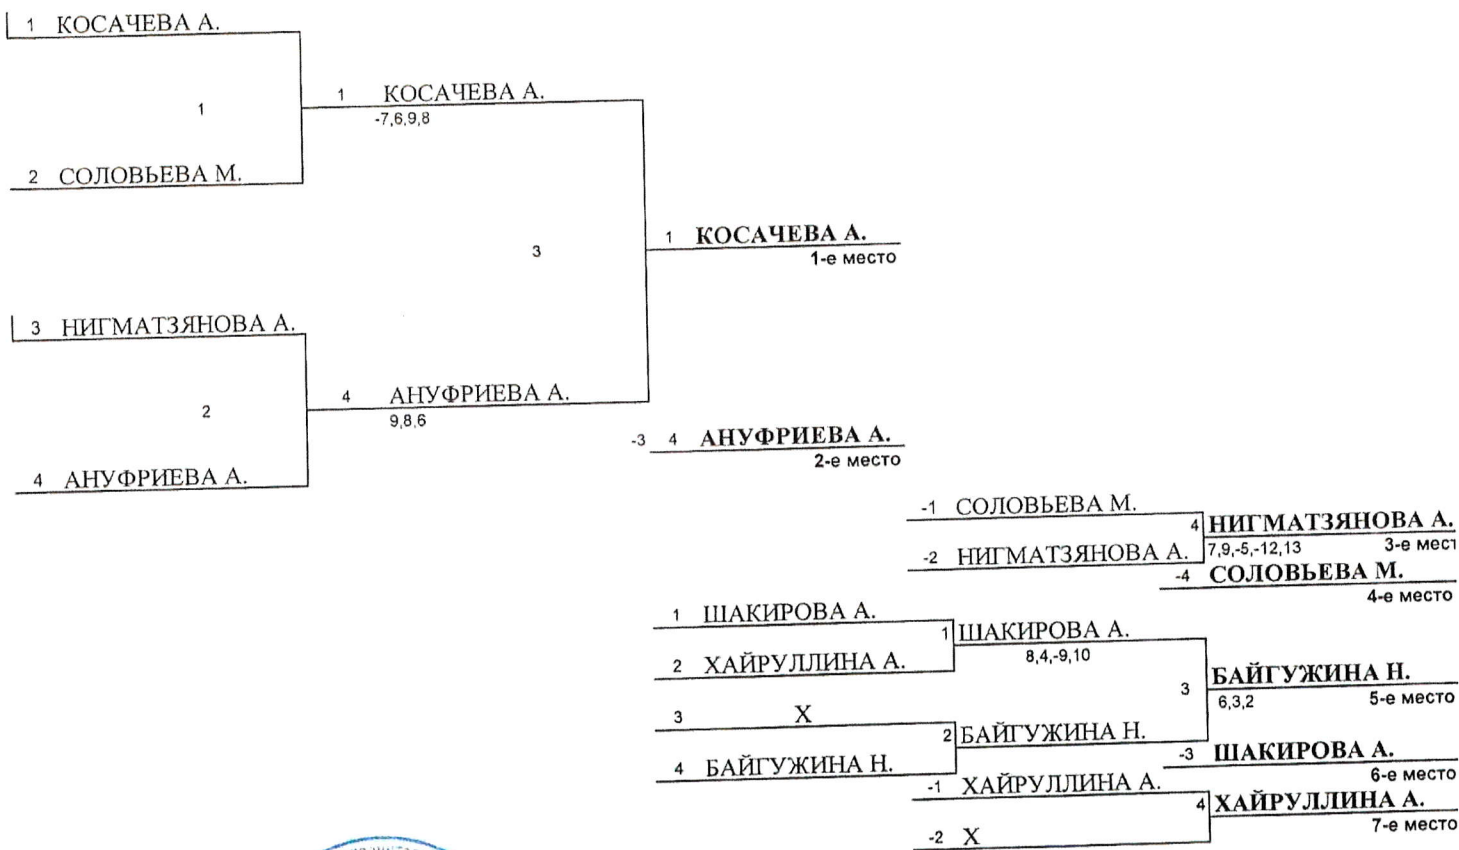 1 КОСАЧЕВА А.
1 КОСАЧЕВА А.
1
-7,6,9,8
2 СОЛОВЬЕВА М.
1 КОСАЧЕВА А.
3
1-е место
3 НИГМАТЗЯНОВА А.
4 АНУФРИЕВА А.
2
9,8,6
-3 4 АНУФРИЕВА А.
2-е место
4 АНУФРИЕВА А.
-1 СОЛОВЬЕВА М.
4 НИГМАТЗЯНОВА А.
7,9,-5,-12,13 3-е мест
-2 НИГМАТЗЯНОВА А.
-4 СОЛОВЬЕВА М.
4-е место
1 ШАКИРОВА А.
1 ШАКИРОВА А.
8,4,-9,10
2 ХАЙРУЛЛИНА А.
БАЙГУЖИНА Н.
3
6,3,2 5-е место
3 Х
2 БАЙГУЖИНА Н.
4 БАЙГУЖИНА Н.
-3 ШАКИРОВА А.
6-е место
-1 ХАЙРУЛЛИНА А.
4 ХАЙРУЛЛИНА А.
7-е место
-2 Х